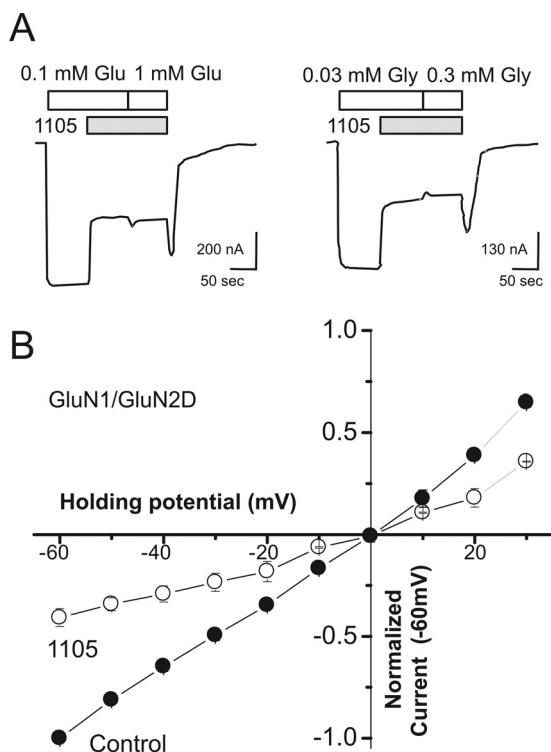 A
0.1 mM Glu 1 mM Glu
1105
200 nA
50 sec
0.03 mM Gly 0.3 mM Gly
1105
130 nA
50 sec
B
GluN1/GluN2D
1.0
0.5
Holding potential (mV)
-60 -40 -20 20
1105
Control
-0.5
-1.0
Normalized
Current (-60mV)